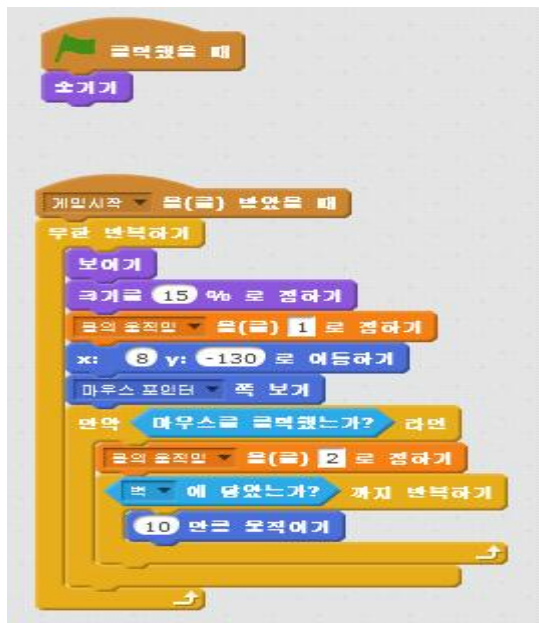 클릭했을 때
숨기기
게임시작 을(를) 받았을 때
무한 반복하기
보이기
크기를 15 % 로 정하기
공의 움직임 을(를) 1 로 정하기
x: 8 y: -130 로 이동하기
마우스 포인터 쪽 보기
만약 마우스를 클릭했는가? 라면
공의 움직임 을(를) 2 로 정하기
벽 에 닿았는가? 까지 반복하기
10 만큼 움직이기